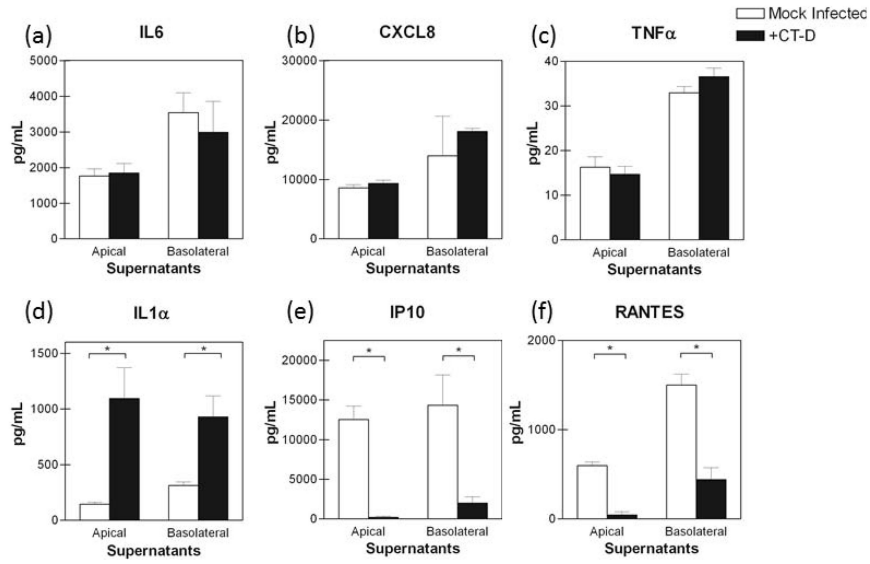 Mock Infected
+CT-D
(a) IL6
5000
4000
3000
2000
1000
0
pg/mL
Apical Basolateral
Supernatants
(b) CXCL8
30000
20000
10000
0
pg/mL
Apical Basolateral
Supernatants
(c) TNFα
40
30
20
10
0
pg/mL
Apical Basolateral
Supernatants
(d) IL1α
1500
1000
500
0
pg/mL
* *
Apical Basolateral
Supernatants
(e) IP10
20000
15000
10000
5000
0
pg/mL
* *
Apical Basolateral
Supernatants
(f) RANTES
2000
1000
0
pg/mL
* *
Apical Basolateral
Supernatants